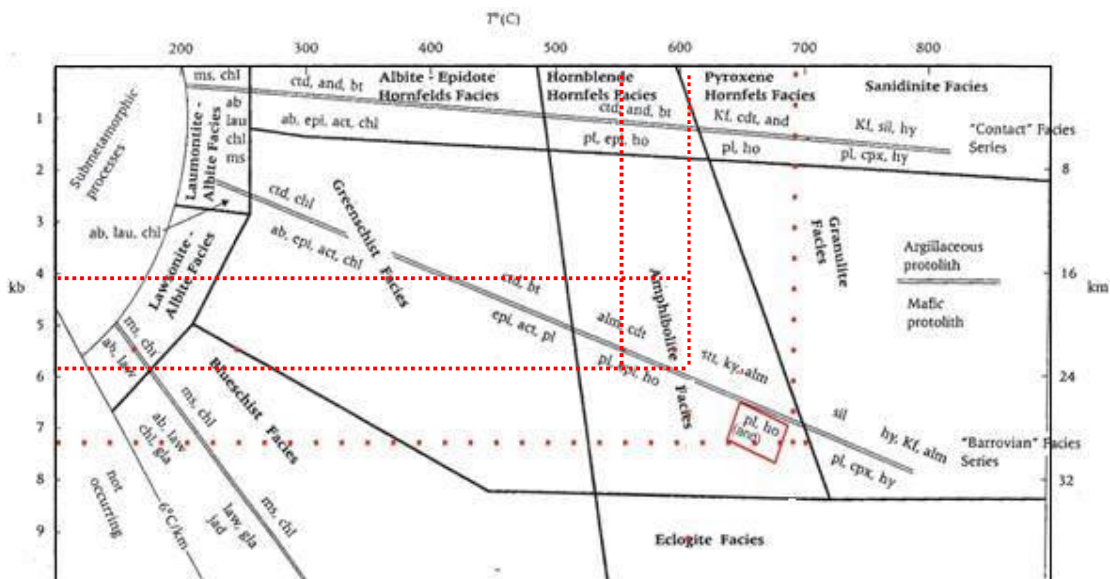 T°(C)
200 300 400 500 600 700 800
ms, chl
ctd, and, bt
Albite - Epidote
Hornfelds Facies
Hornblende
Hornfels Facies
Pyroxene
Hornfels Facies
Sanidinite Facies
ctd, and, bt
Kf, cdt, and
Kf, sil, hy
"Contact" Facies
Series
ab
lau
chl
ms
ab, epi, act, chl
pl, epi, ho
pl, ho
pl, cpx, hy
Submetamorphic
processes
Laumontite -
Albite Facies
ab, lau, chl
Lawsonite -
Albite Facies
ctd, chl
ab, epi, act, chl
Greenschist Facies
ctd, bt
epi, act, pl
Amphibolite Facies
alm, cdt
pl, epi, ho
stt, ky, alm
Granulite
Facies
Argillaceous
protolith
Mafic
protolith
pl, ho
(and)
sil
hy, Kf, alm
pl, cpx, hy
"Barrovian" Facies
Series
ms, chl
ab, law
Blueschist Facies
ms, chl
ab, law
chl, gla
ms, chl
law, gla
jad
not
occurring
6°C/km
Eclogite Facies
kb
1
2
3
4
5
6
7
8
9
km
8
16
24
32